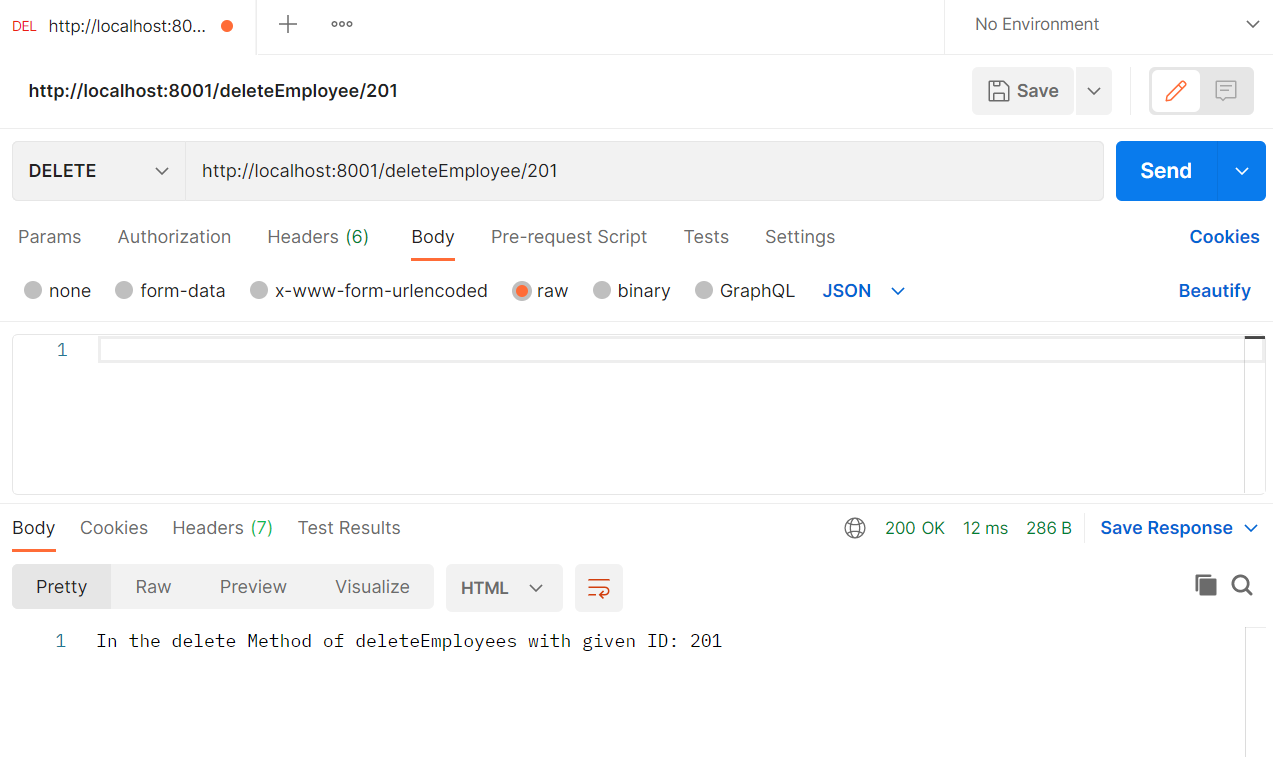 DEL http://localhost:80... No Environment
http://localhost:8001/deleteEmployee/201 Save
DELETE http://localhost:8001/deleteEmployee/201 Send
Params Authorization Headers (6) Body Pre-request Script Tests Settings Cookies
none form-data x-www-form-urlencoded raw binary GraphQL JSON Beautify
1
Body Cookies Headers (7) Test Results 200 OK 12 ms 286 B Save Response
Pretty Raw Preview Visualize HTML
1 In the delete Method of deleteEmployees with given ID: 201